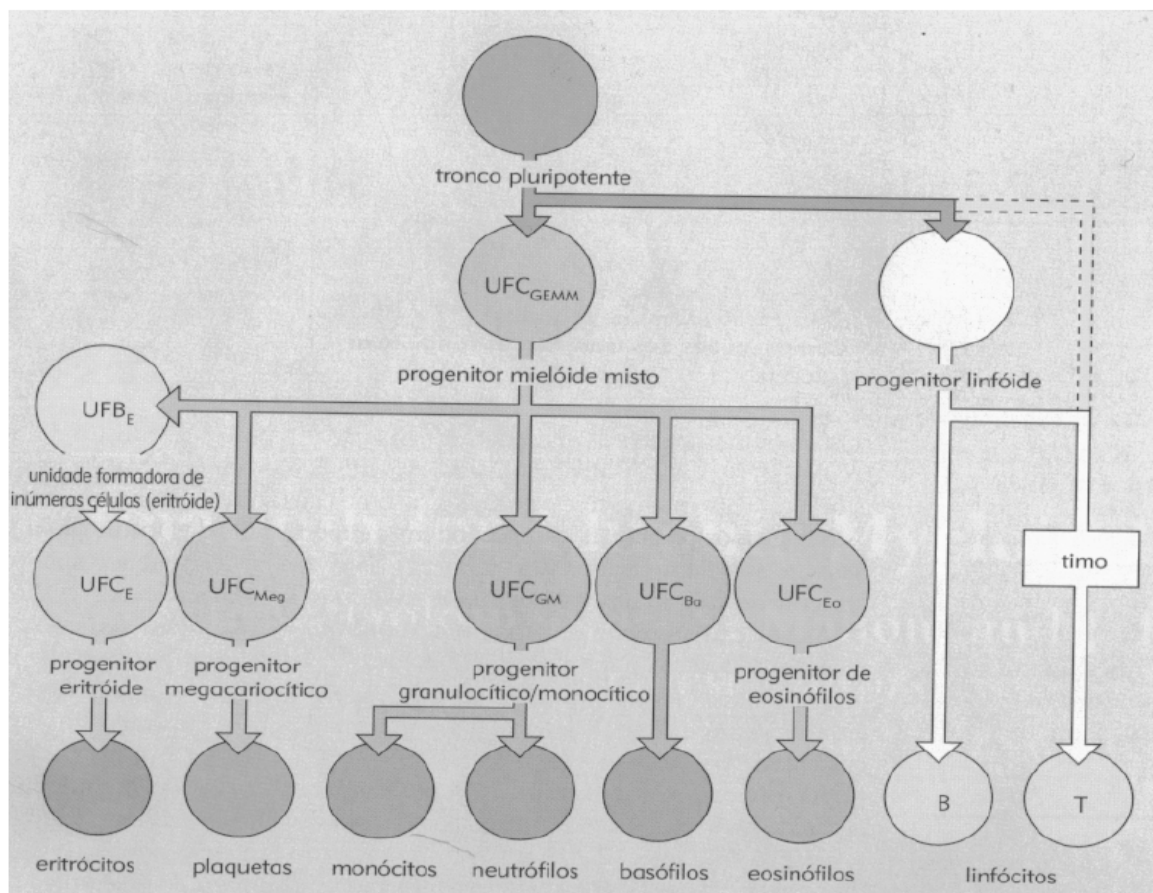 tronco pluripotente
UFC_GEMM
progenitor mielóide misto
progenitor linfóide
UFB_E
unidade formadora de
inúmeras células (eritróide)
UFC_E
UFC_Meg
UFC_GM
UFC_Ba
UFC_Eo
timo
progenitor
eritróide
progenitor
megacariocítico
progenitor
granulocítico/monocítico
progenitor de
eosinófilos
B
T
eritrócitos
plaquetas
monócitos
neutrófilos
basófilos
eosinófilos
linfócitos